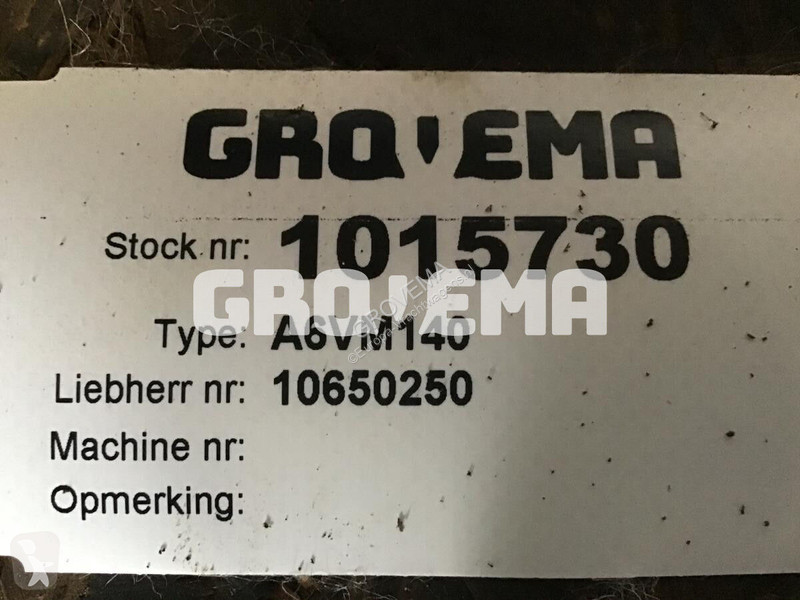 GROVEMA
Stock nr: 1015730
GROVEMA
Type: A6VM140
Liebherr nr: 10650250
Machine nr:
Opmerking: